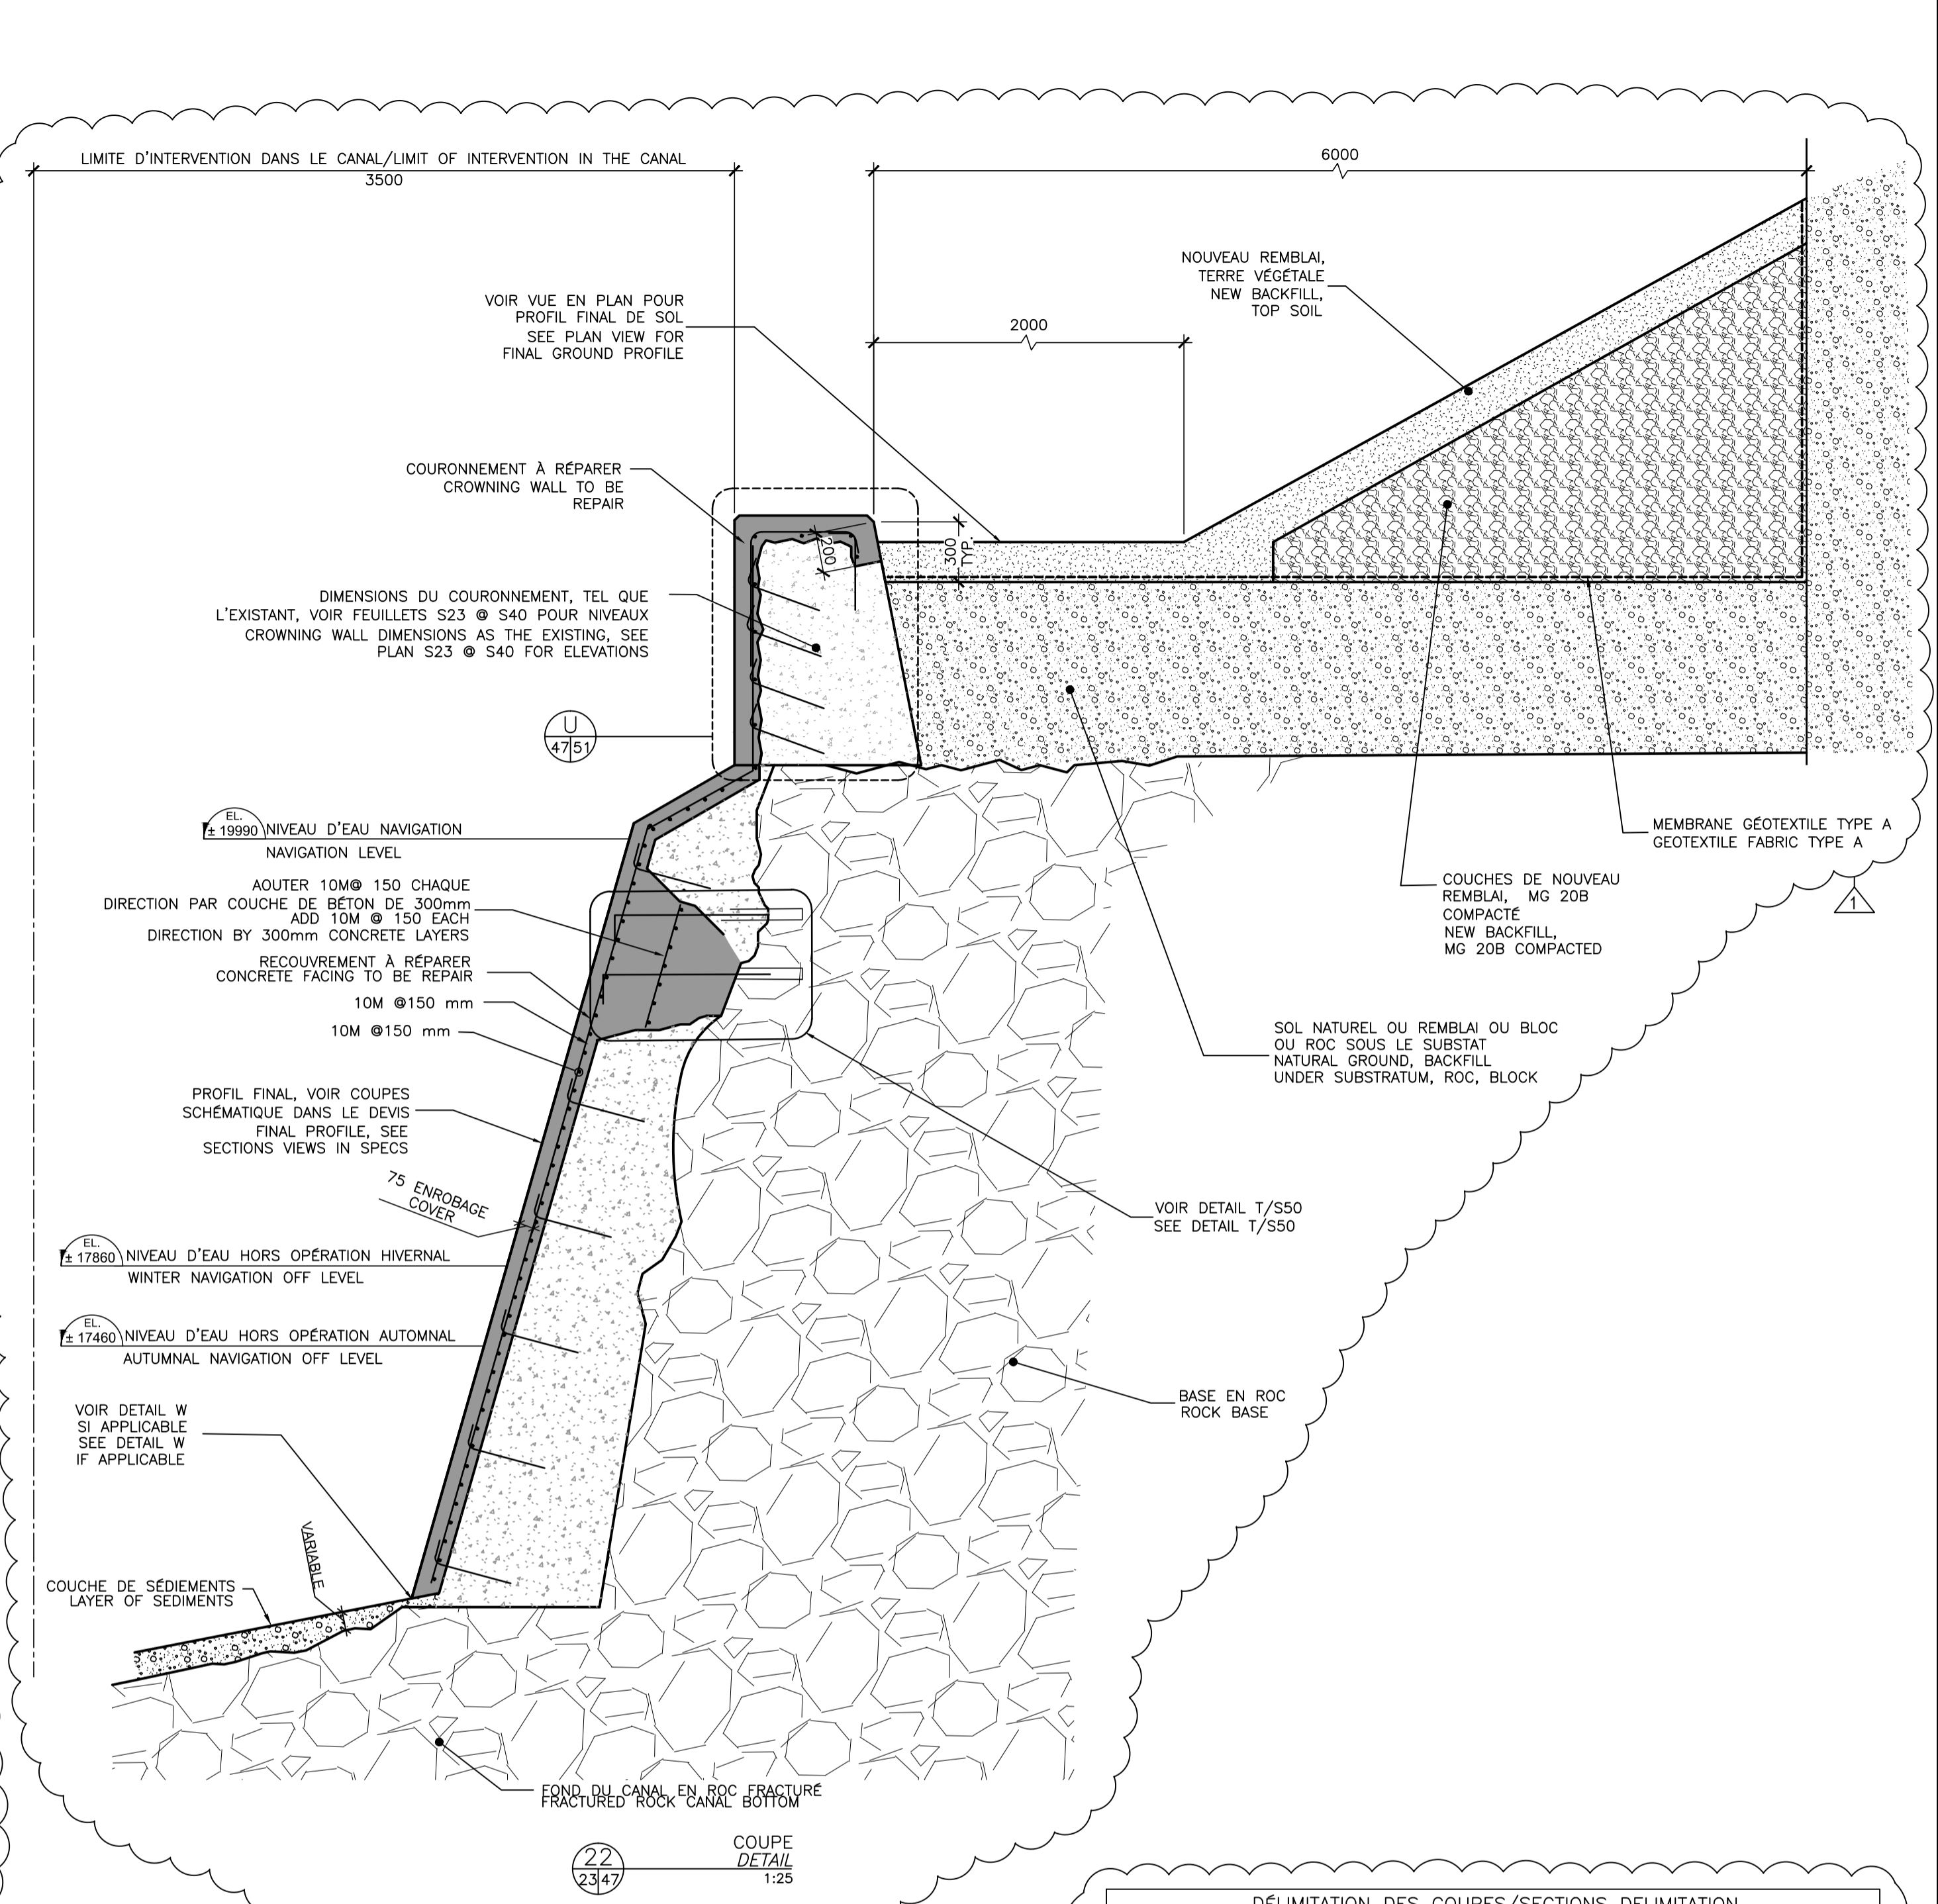 LIMITE D'INTERVENTION DANS LE CANAL/LIMIT OF INTERVENTION IN THE CANAL
3500
6000
NOUVEAU REMBLAI,
TERRE VÉGÉTALE
NEW BACKFILL,
TOP SOIL
VOIR VUE EN PLAN POUR
PROFIL FINAL DE SOL
SEE PLAN VIEW FOR
FINAL GROUND PROFILE
2000
COURONNEMENT À RÉPARER
CROWNING WALL TO BE
REPAIR
200
300
TYP.
DIMENSIONS DU COURONNEMENT, TEL QUE
L'EXISTANT, VOIR FEUILLETS S23 @ S40 POUR NIVEAUX
CROWNING WALL DIMENSIONS AS THE EXISTING, SEE
PLAN S23 @ S40 FOR ELEVATIONS
U
47 51
EL.
± 19990
NIVEAU D'EAU NAVIGATION
NAVIGATION LEVEL
MEMBRANE GÉOTEXTILE TYPE A
GEOTEXTILE FABRIC TYPE A
AOUTER 10M@ 150 CHAQUE
DIRECTION PAR COUCHE DE BÉTON DE 300mm
ADD 10M @ 150 EACH
DIRECTION BY 300mm CONCRETE LAYERS
COUCHES DE NOUVEAU
REMBLAI, MG 20B
COMPACTÉ
NEW BACKFILL,
MG 20B COMPACTED
1
RECOUVREMENT À RÉPARER
CONCRETE FACING TO BE REPAIR
10M @150 mm
10M @150 mm
SOL NATUREL OU REMBLAI OU BLOC
OU ROC SOUS LE SUBSTAT
NATURAL GROUND, BACKFILL
UNDER SUBSTRATUM, ROC, BLOCK
PROFIL FINAL, VOIR COUPES
SCHÉMATIQUE DANS LE DEVIS
FINAL PROFILE, SEE
SECTIONS VIEWS IN SPECS
75 ENROBAGE
COVER
VOIR DETAIL T/S50
SEE DETAIL T/S50
EL.
± 17860
NIVEAU D'EAU HORS OPÉRATION HIVERNAL
WINTER NAVIGATION OFF LEVEL
EL.
± 17460
NIVEAU D'EAU HORS OPÉRATION AUTOMNAL
AUTUMNAL NAVIGATION OFF LEVEL
BASE EN ROC
ROCK BASE
VOIR DETAIL W
SI APPLICABLE
SEE DETAIL W
IF APPLICABLE
VARIABLE
COUCHE DE SÉDIEMENTS
LAYER OF SEDIMENTS
FOND DU CANAL EN ROC FRACTURÉ
FRACTURED ROCK CANAL BOTTOM
22
23 47
COUPE
DETAIL
1:25
DÉLIMITATION DES COUPES/SECTIONS DELIMITATION